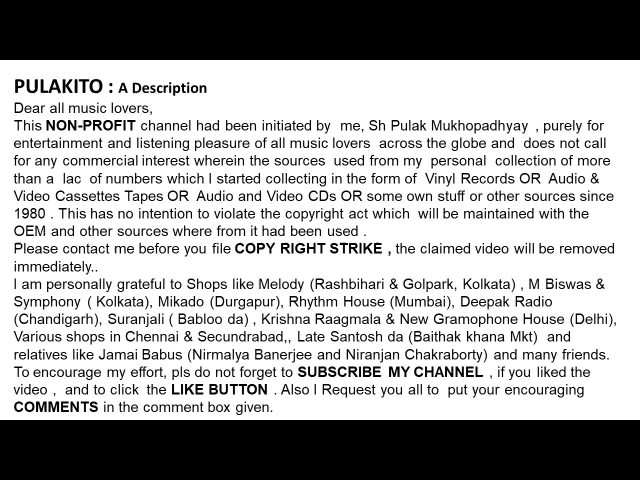 PULAKITO : A Description
Dear all music lovers,
This NON-PROFIT channel had been initiated by me, Sh Pulak Mukhopadhyay , purely for
entertainment and listening pleasure of all music lovers across the globe and does not call
for any commercial interest wherein the sources used from my personal collection of more
than a lac of numbers which I started collecting in the form of Vinyl Records OR Audio &
Video Cassettes Tapes OR Audio and Video CDs OR some own stuff or other sources since
1980 . This has no intention to violate the copyright act which will be maintained with the
OEM and other sources where from it had been used .
Please contact me before you file COPY RIGHT STRIKE , the claimed video will be removed
immediately..
I am personally grateful to Shops like Melody (Rashbihari & Golpark, Kolkata) , M Biswas &
Symphony ( Kolkata), Mikado (Durgapur), Rhythm House (Mumbai), Deepak Radio
(Chandigarh), Suranjali ( Babloo da) , Krishna Raagmala & New Gramophone House (Delhi),
Various shops in Chennai & Secundrabad,, Late Santosh da (Baithak khana Mkt) and
relatives like Jamai Babus (Nirmalya Banerjee and Niranjan Chakraborty) and many friends.
To encourage my effort, pls do not forget to SUBSCRIBE MY CHANNEL , if you liked the
video , and to click the LIKE BUTTON . Also I Request you all to put your encouraging
COMMENTS in the comment box given.